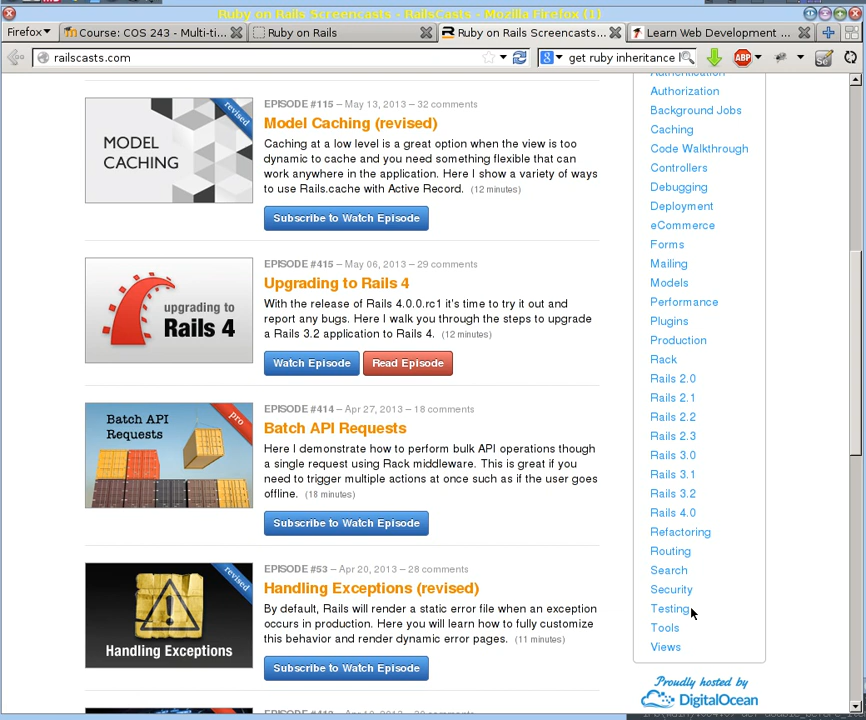 Ruby on Rails Screencasts - RailsCasts - Mozilla Firefox (1)
Firefox
Course: COS 243 - Multi-ti...
Ruby on Rails
Ruby on Rails Screencasts...
Learn Web Development ...
railscasts.com
get ruby inheritance l
ABP
EPISODE #115 – May 13, 2013 – 32 comments
revised
MODEL
CACHING
Model Caching (revised)
Caching at a low level is a great option when the view is too
dynamic to cache and you need something flexible that can
work anywhere in the application. Here I show a variety of ways
to use Rails.cache with Active Record. (12 minutes)
Subscribe to Watch Episode
EPISODE #415 – May 06, 2013 – 29 comments
upgrading to
Rails 4
Upgrading to Rails 4
With the release of Rails 4.0.0.rc1 it's time to try it out and
report any bugs. Here I walk you through the steps to upgrade
a Rails 3.2 application to Rails 4. (12 minutes)
Watch Episode
Read Episode
EPISODE #414 – Apr 27, 2013 – 18 comments
Batch API
Requests
pro
Batch API Requests
Here I demonstrate how to perform bulk API operations though
a single request using Rack middleware. This is great if you
need to trigger multiple actions at once such as if the user goes
offline. (18 minutes)
Subscribe to Watch Episode
EPISODE #53 – Apr 20, 2013 – 28 comments
revised
Handling Exceptions
Handling Exceptions (revised)
By default, Rails will render a static error file when an exception
occurs in production. Here you will learn how to fully customize
this behavior and render dynamic error pages. (11 minutes)
Subscribe to Watch Episode
Authentication
Authorization
Background Jobs
Caching
Code Walkthrough
Controllers
Debugging
Deployment
eCommerce
Forms
Mailing
Models
Performance
Plugins
Production
Rack
Rails 2.0
Rails 2.1
Rails 2.2
Rails 2.3
Rails 3.0
Rails 3.1
Rails 3.2
Rails 4.0
Refactoring
Routing
Search
Security
Testing
Tools
Views
Proudly hosted by
DigitalOcean